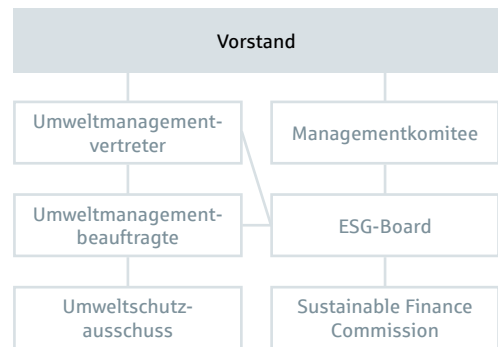 Vorstand
Umweltmanagement-
vertreter
Managementkomitee
Umweltmanagement-
beauftragte
ESG-Board
Umweltschutz-
ausschuss
Sustainable Finance
Commission